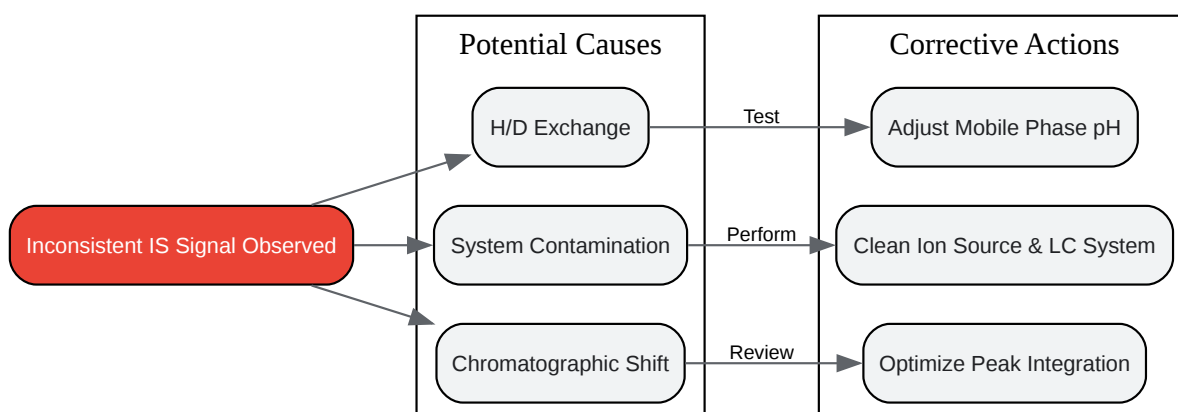 Potential Causes
Corrective Actions
H/D Exchange
Test
Adjust Mobile Phase pH
Inconsistent IS Signal Observed
System Contamination
Perform
Clean Ion Source & LC System
Chromatographic Shift
Review
Optimize Peak Integration